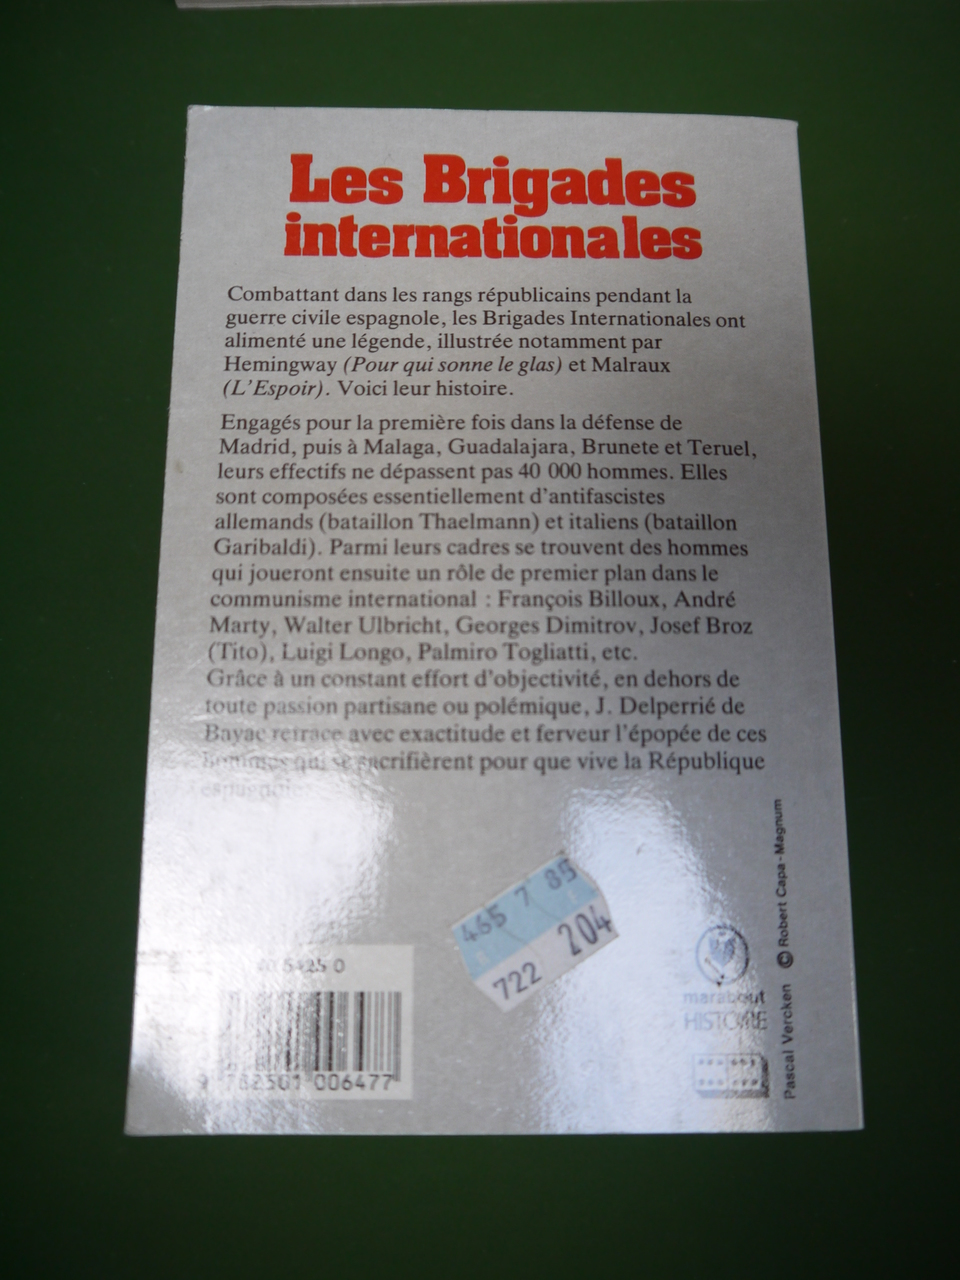 Les Brigades
internationales
Combattant dans les rangs républicains pendant la
guerre civile espagnole, les Brigades Internationales ont
alimenté une légende, illustrée notamment par
Hemingway (Pour qui sonne le glas) et Malraux
(L'Espoir). Voici leur histoire.
Engagés pour la première fois dans la défense de
Madrid, puis à Malaga, Guadalajara, Brunete et Teruel,
leurs effectifs ne dépassent pas 40 000 hommes. Elles
sont composées essentiellement d'antifascistes
allemands (bataillon Thaelmann) et italiens (bataillon
Garibaldi). Parmi leurs cadres se trouvent des hommes
qui joueront ensuite un rôle de premier plan dans le
communisme international : François Billoux, André
Marty, Walter Ulbricht, Georges Dimitrov, Josef Broz
(Tito), Luigi Longo, Palmiro Togliatti, etc.
Grâce à un constant effort d'objectivité, en dehors de
toute passion partisane ou polémique, J. Delperrié de
Bayac retrace avec exactitude et ferveur l'épopée de ces
hommes qui se sacrifièrent pour que vive la République
465 7 85
722 204
9 782501 006477
marabout
HISTOIRE
Pascal Vercken © Robert Capa-Magnum